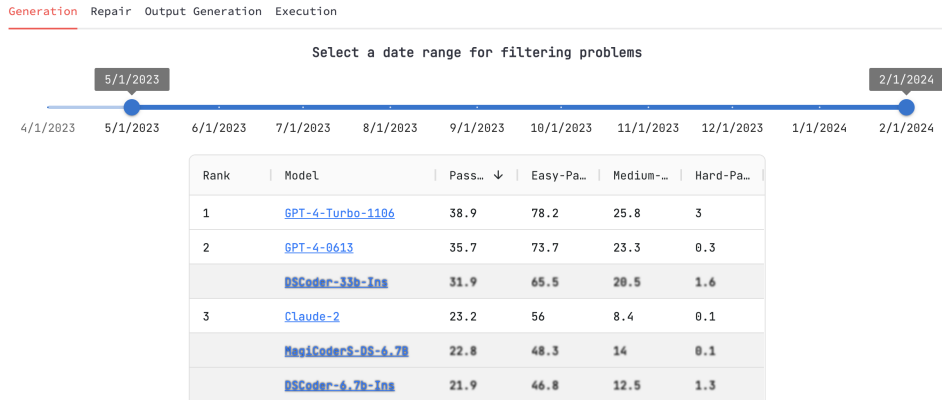 Generation Repair Output Generation Execution
Select a date range for filtering problems
5/1/2023 2/1/2024
4/1/2023 5/1/2023 6/1/2023 7/1/2023 8/1/2023 9/1/2023 10/1/2023 11/1/2023 12/1/2023 1/1/2024 2/1/2024
Rank Model Pass… ↓ Easy-Pa… Medium-… Hard-Pa…
1 GPT-4-Turbo-1106 38.9 78.2 25.8 3
2 GPT-4-0613 35.7 73.7 23.3 0.3
DSCoder-33b-Ins 31.9 65.5 20.5 1.6
3 Claude-2 23.2 56 8.4 0.1
MagiCoderS-DS-6.7B 22.8 48.3 14 0.1
DSCoder-6.7b-Ins 21.9 46.8 12.5 1.3